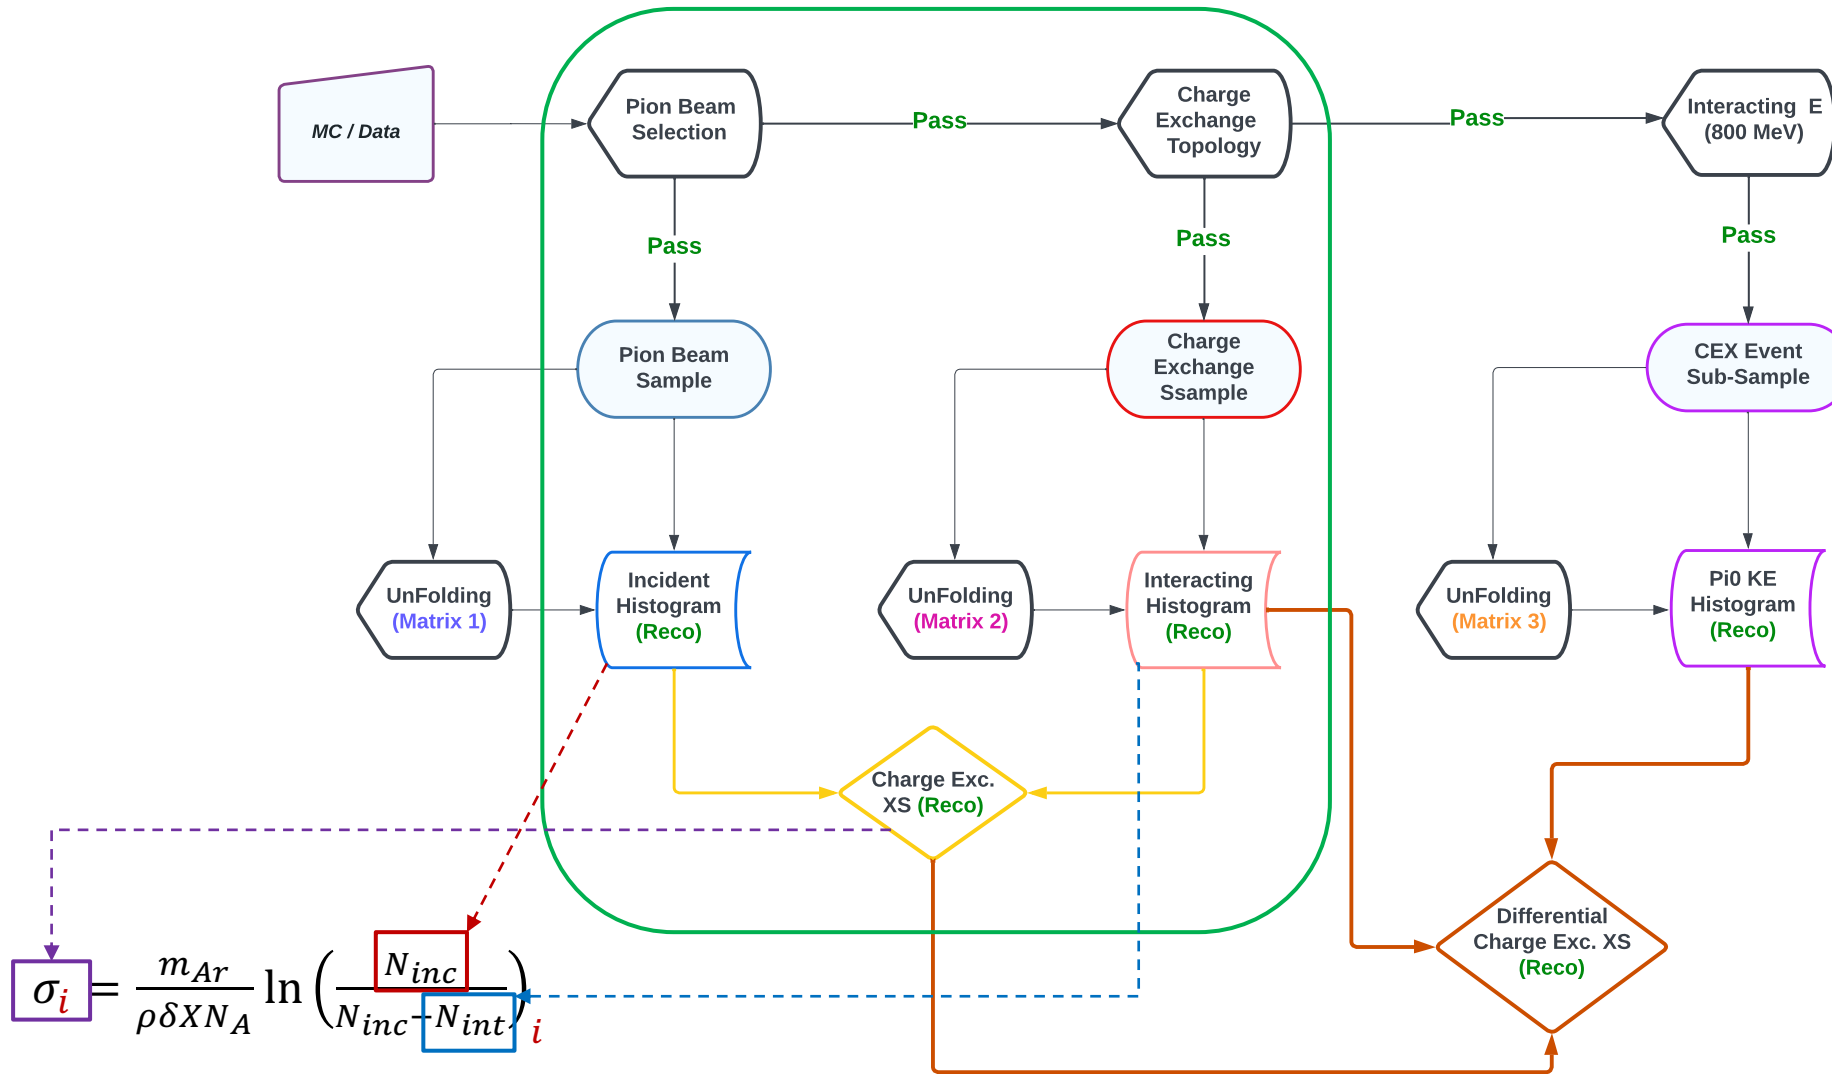 MC / Data
Pion Beam
Selection
Pass
Charge
Exchange
Topology
Pass
Interacting E
(800 MeV)
Pass
Pass
Pass
Pion Beam
Sample
Charge
Exchange
Ssample
CEX Event
Sub-Sample
UnFolding
(Matrix 1)
Incident
Histogram
(Reco)
UnFolding
(Matrix 2)
Interacting
Histogram
(Reco)
UnFolding
(Matrix 3)
Pi0 KE
Histogram
(Reco)
Charge Exc.
XS (Reco)
Differential
Charge Exc. XS
(Reco)
σi = mAr / ρδXNA ln (Ninc / Ninc−Nint)i